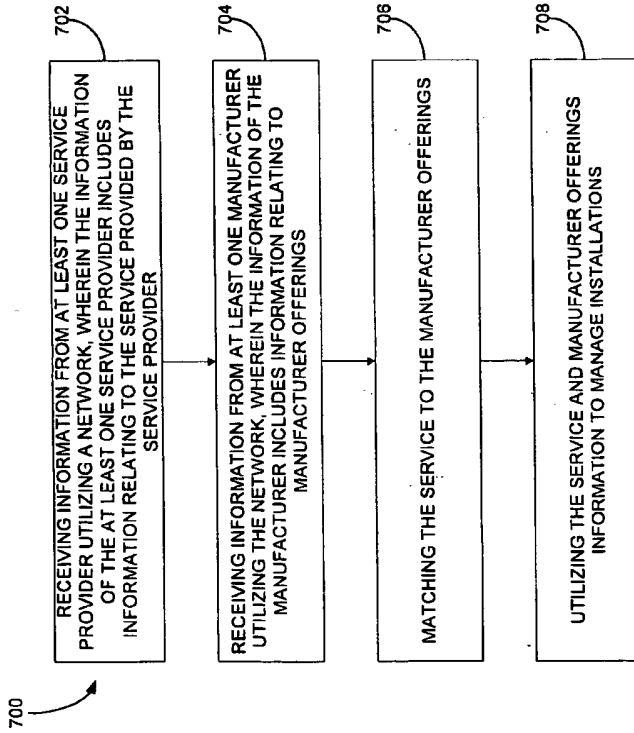 700
702
RECEIVING INFORMATION FROM AT LEAST ONE SERVICE
PROVIDER UTILIZING A NETWORK, WHEREIN THE INFORMATION
OF THE AT LEAST ONE SERVICE PROVIDER INCLUDES
INFORMATION RELATING TO THE SERVICE PROVIDED BY THE
SERVICE PROVIDER
704
RECEIVING INFORMATION FROM AT LEAST ONE MANUFACTURER
UTILIZING THE NETWORK, WHEREIN THE INFORMATION OF THE
MANUFACTURER INCLUDES INFORMATION RELATING TO
MANUFACTURER OFFERINGS
706
MATCHING THE SERVICE TO THE MANUFACTURER OFFERINGS
708
UTILIZING THE SERVICE AND MANUFACTURER OFFERINGS
INFORMATION TO MANAGE INSTALLATIONS